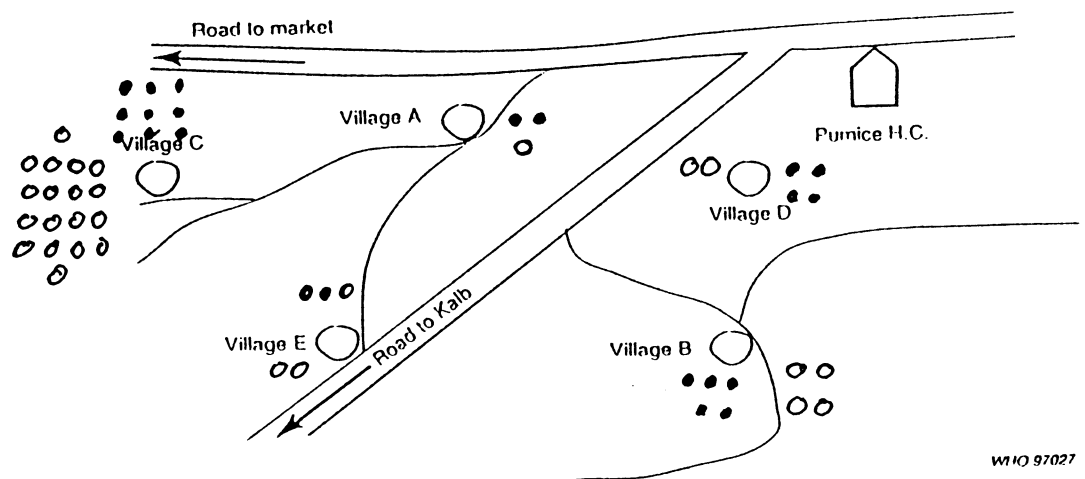 Road to market
Village A
Village C
Pumice H.C.
Village D
Road to Kalb
Village E
Village B
WHO 97027